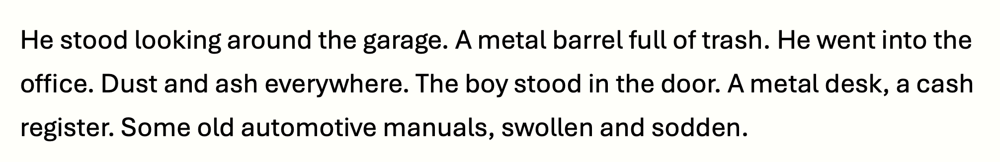 He stood looking around the garage. A metal barrel full of trash. He went into the
office. Dust and ash everywhere. The boy stood in the door. A metal desk, a cash
register. Some old automotive manuals, swollen and sodden.